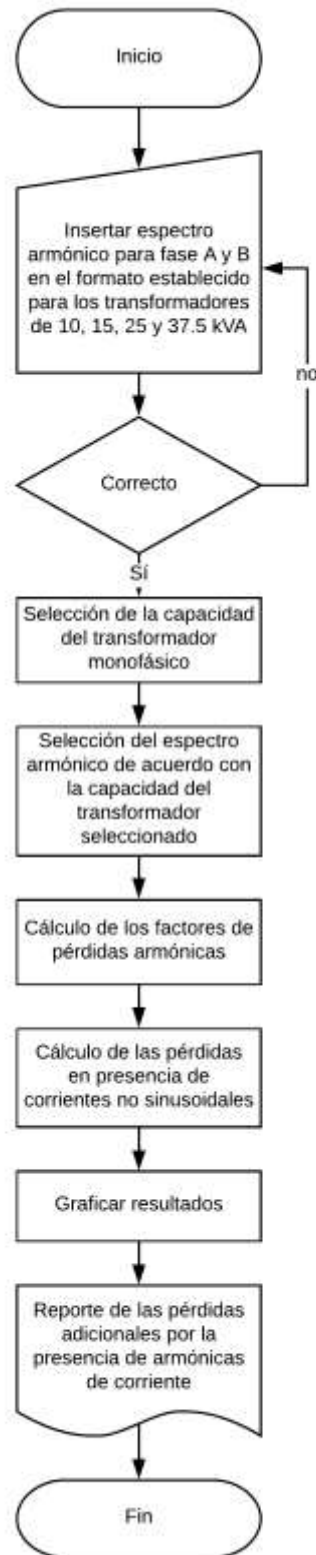 Inicio
Insertar espectro
armónico para fase A y B
en el formato establecido
para los transformadores
de 10, 15, 25 y 37.5 kVA
no
Correcto
Sí
Selección de la capacidad
del transformador
monofásico
Selección del espectro
armónico de acuerdo con
la capacidad del
transformador
seleccionado
Cálculo de los factores de
pérdidas armónicas
Cálculo de las pérdidas
en presencia de
corrientes no sinusoidales
Graficar resultados
Reporte de las pérdidas
adicionales por la
presencia de armónicas
de corriente
Fin